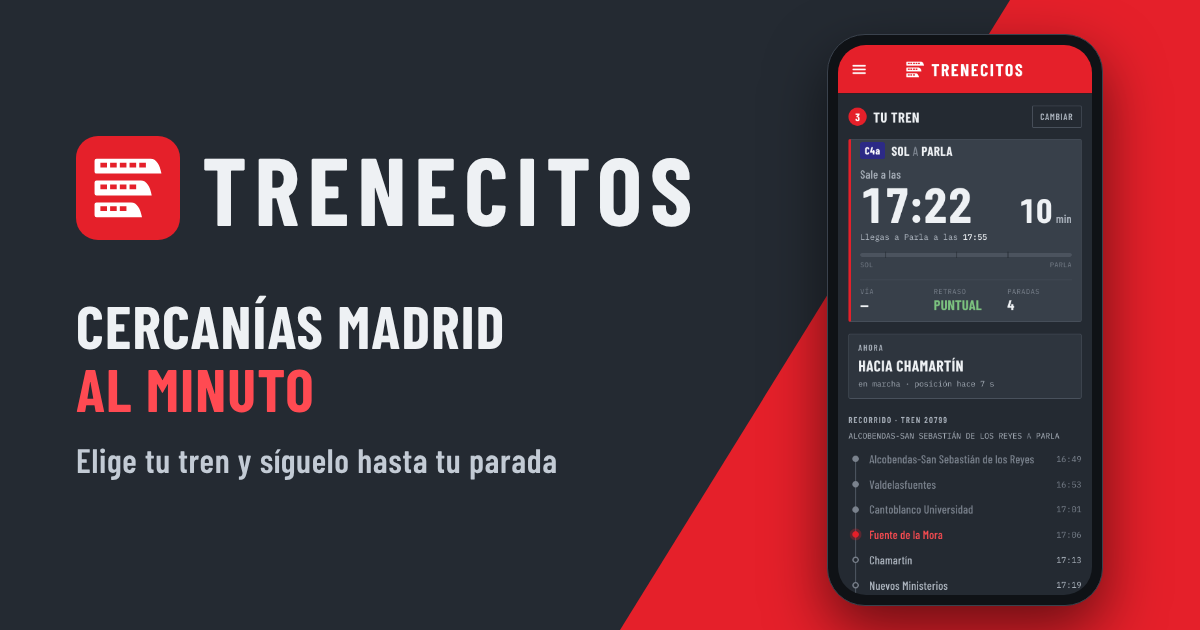 TRENECITOS
CERCANÍAS MADRID
AL MINUTO
Elige tu tren y síguelo hasta tu parada
TRENECITOS
3 TU TREN CAMBIAR
C4a SOL A PARLA
Sale a las
17:22 10 min
Llegas a Parla a las 17:55
SOL PARLA
VIA RETRASO PARADAS
— PUNTUAL 4
AHORA
HACIA CHAMARTÍN
en marcha · posición hace 7 s
RECORRIDO · TREN 20799
ALCOBENDAS-SAN SEBASTIÁN DE LOS REYES A PARLA
Alcobendas-San Sebastián de los Reyes 16:49
Valdelasfuentes 16:53
Cantoblanco Universidad 17:01
Fuente de la Mora 17:06
Chamartín 17:13
Nuevos Ministerios 17:19